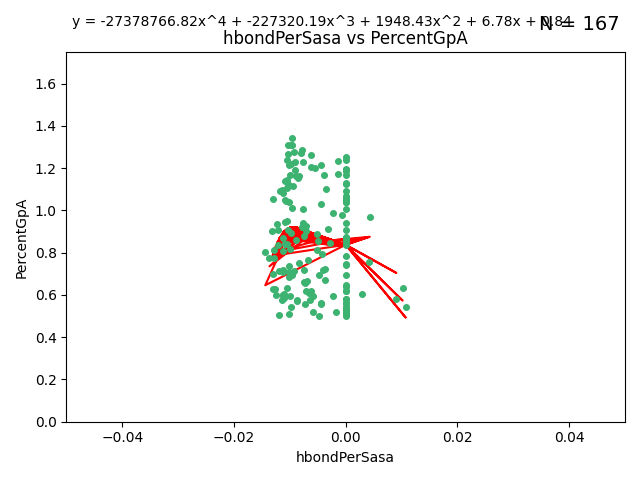 y = -27378766.82x^4 + -227320.19x^3 + 1948.43x^2 + 6.78x + 0.84
N = 167
hbondPerSasa vs PercentGpA
PercentGpA
1.6
1.4
1.2
1.0
0.8
0.6
0.4
0.2
0.0
−0.04 −0.02 0.00 0.02 0.04
hbondPerSasa